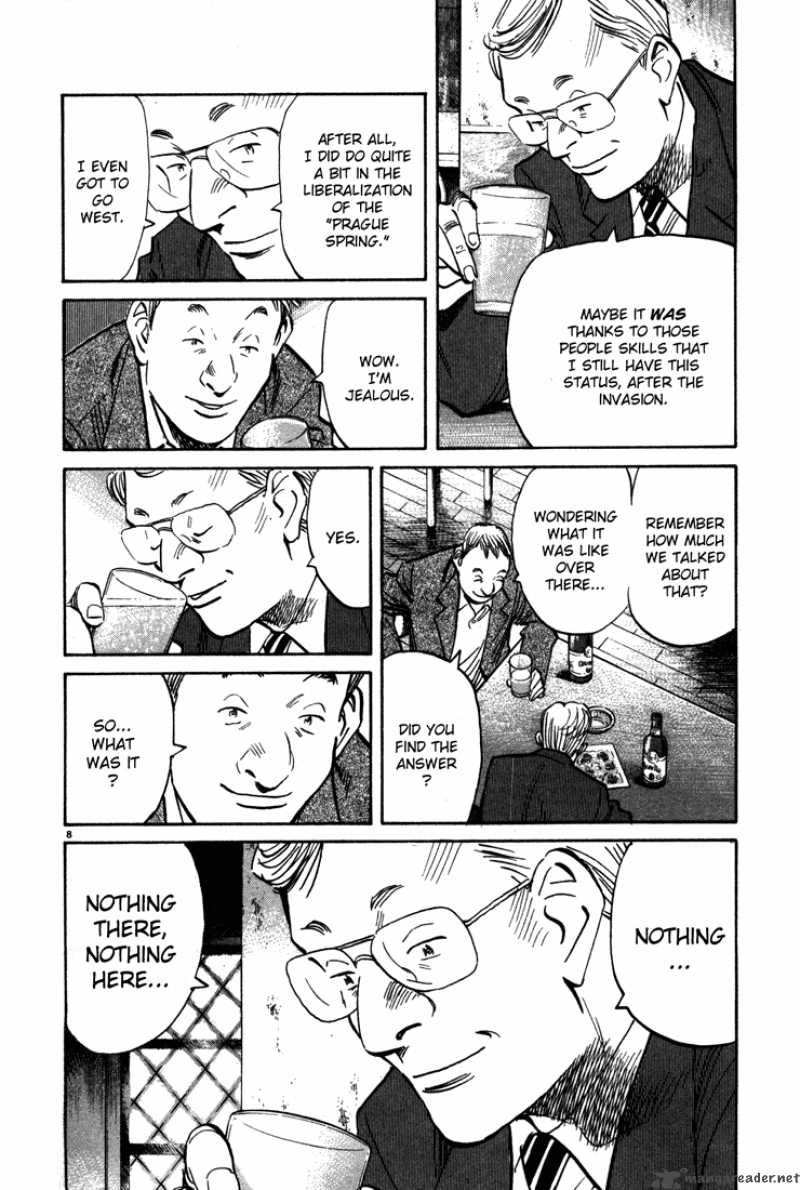 MAYBE IT WAS
THANKS TO THOSE
PEOPLE SKILLS THAT
I STILL HAVE THIS
STATUS, AFTER THE
INVASION.
AFTER ALL,
I DID DO QUITE
A BIT IN THE
LIBERALIZATION
OF THE
"PRAGUE
SPRING."
I EVEN
GOT TO
GO
WEST.
WOW.
I'M
JEALOUS.
REMEMBER
HOW MUCH
WE TALKED
ABOUT
THAT?
WONDERING
WHAT IT
WAS LIKE
OVER
THERE...
DID YOU
FIND THE
ANSWER
?
YES.
SO...
WHAT
WAS IT
?
8
NOTHING
...
NOTHING
THERE,
NOTHING
HERE...
mangareader.net